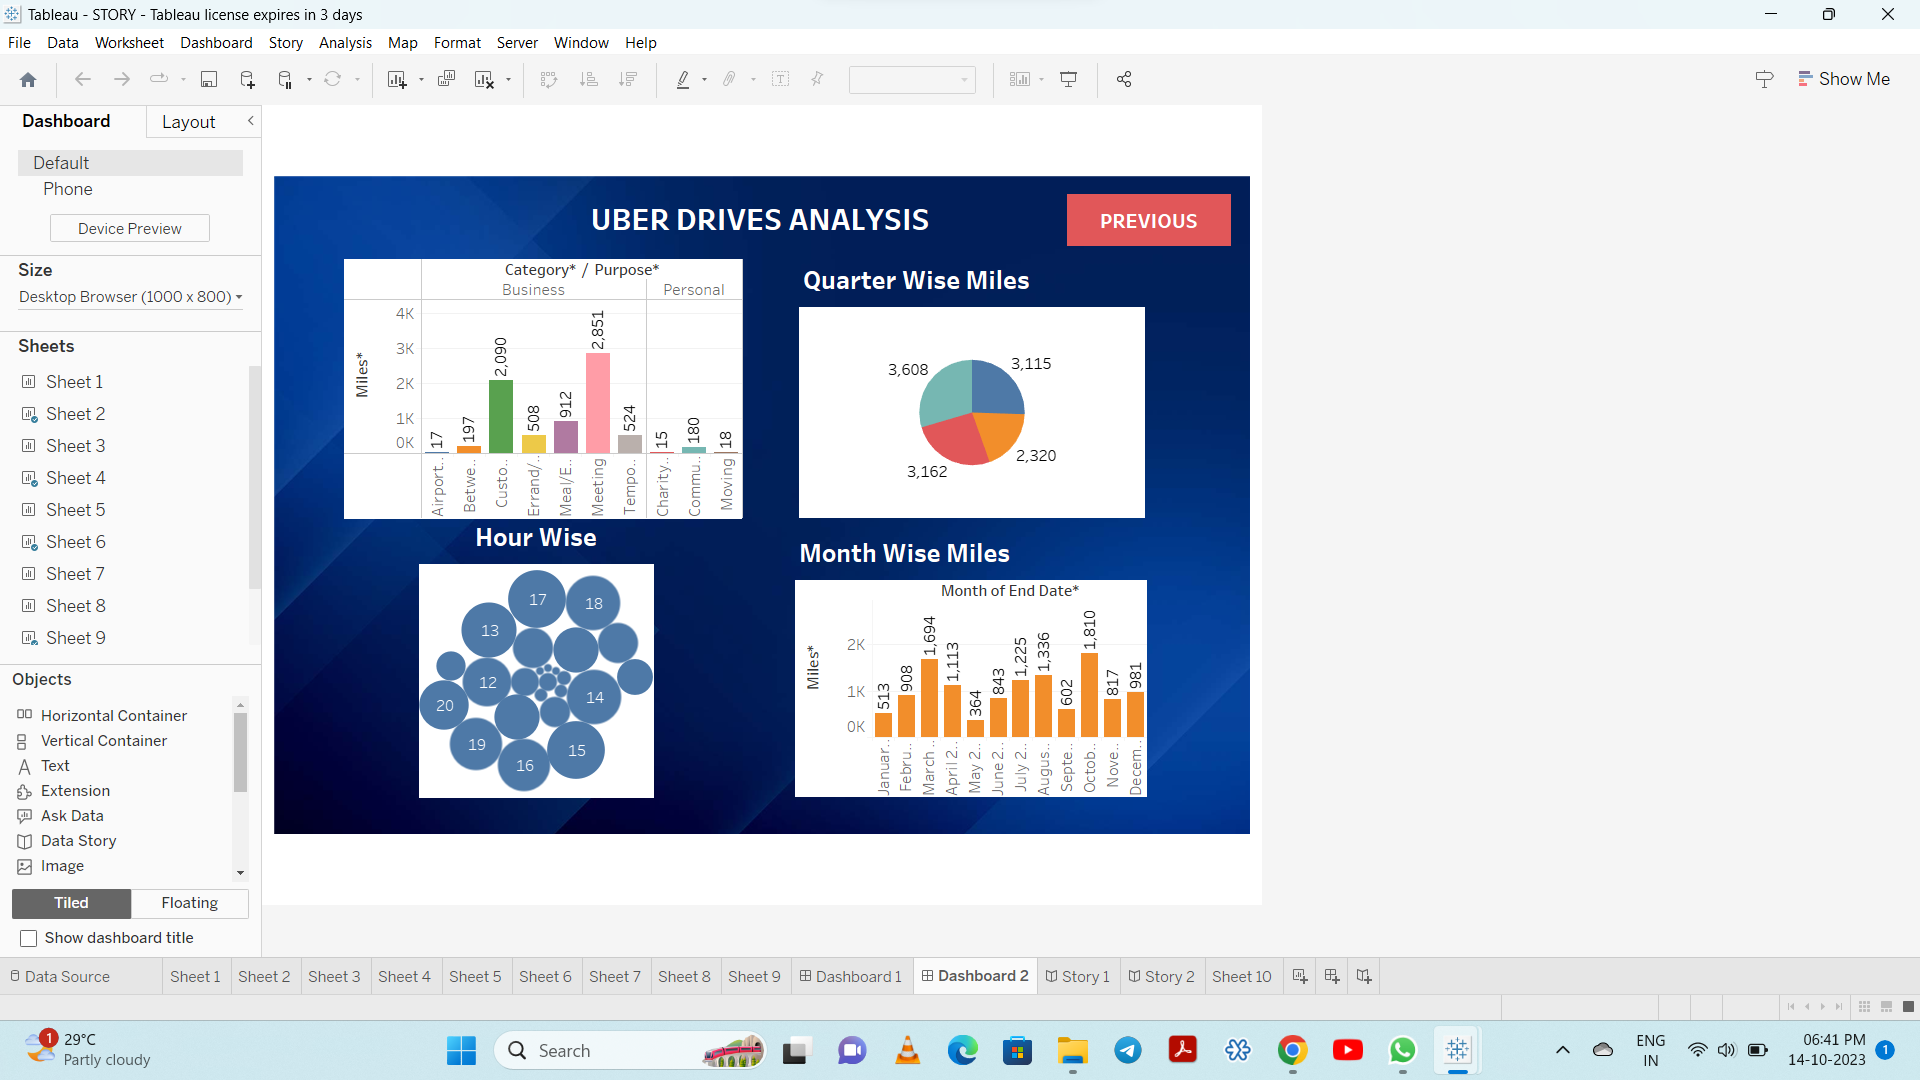 Tableau - STORY - Tableau license expires in 3 days
File Data Worksheet Dashboard Story Analysis Map Format Server Window Help
Show Me
Dashboard Layout
Default
Phone
Device Preview
Size
Desktop Browser (1000 x 800)
Sheets
Sheet 1
Sheet 2
Sheet 3
Sheet 4
Sheet 5
Sheet 6
Sheet 7
Sheet 8
Sheet 9
Objects
Horizontal Container
Vertical Container
Text
Extension
Ask Data
Data Story
Image
Tiled Floating
Show dashboard title
UBER DRIVES ANALYSIS
PREVIOUS
Category* / Purpose*
Business Personal
Miles*
4K
3K
2K
1K
0K
17 197 2,090 508 912 2,851 524 15 180 18
Airport.. Betwe.. Custo.. Errand/.. Meal/E.. Meeting Tempo.. Charity.. Commu.. Moving
Quarter Wise Miles
3,608 3,115
3,162 2,320
Hour Wise
17 18
13
12
20 14
19 15
16
Month Wise Miles
Month of End Date*
Miles*
2K
1K
0K
513 908 1,694 1,113 364 843 1,225 1,336 602 1,810 817 981
Januar.. Febru.. March .. April 2.. May 2.. June 2.. July 2.. Augus.. Septe.. Octob.. Nove.. Decem..
Data Source Sheet 1 Sheet 2 Sheet 3 Sheet 4 Sheet 5 Sheet 6 Sheet 7 Sheet 8 Sheet 9 Dashboard 1 Dashboard 2 Story 1 Story 2 Sheet 10
1
29°C
Partly cloudy
Search
ENG
IN
06:41 PM
14-10-2023
1